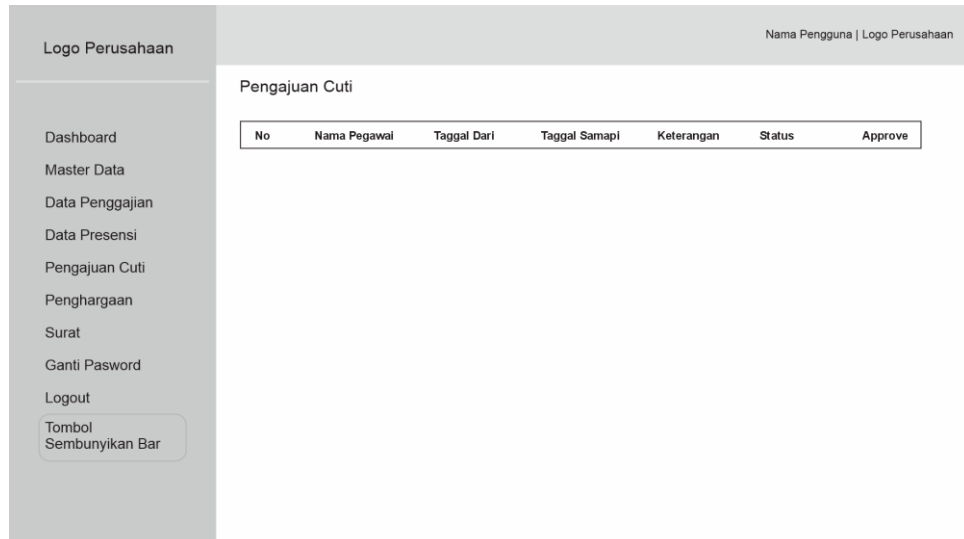 Logo Perusahaan
Nama Pengguna | Logo Perusahaan
Pengajuan Cuti
No Nama Pegawai Taggal Dari Taggal Samapi Keterangan Status Approve
Dashboard
Master Data
Data Penggajian
Data Presensi
Pengajuan Cuti
Penghargaan
Surat
Ganti Pasword
Logout
Tombol
Sembunyikan Bar